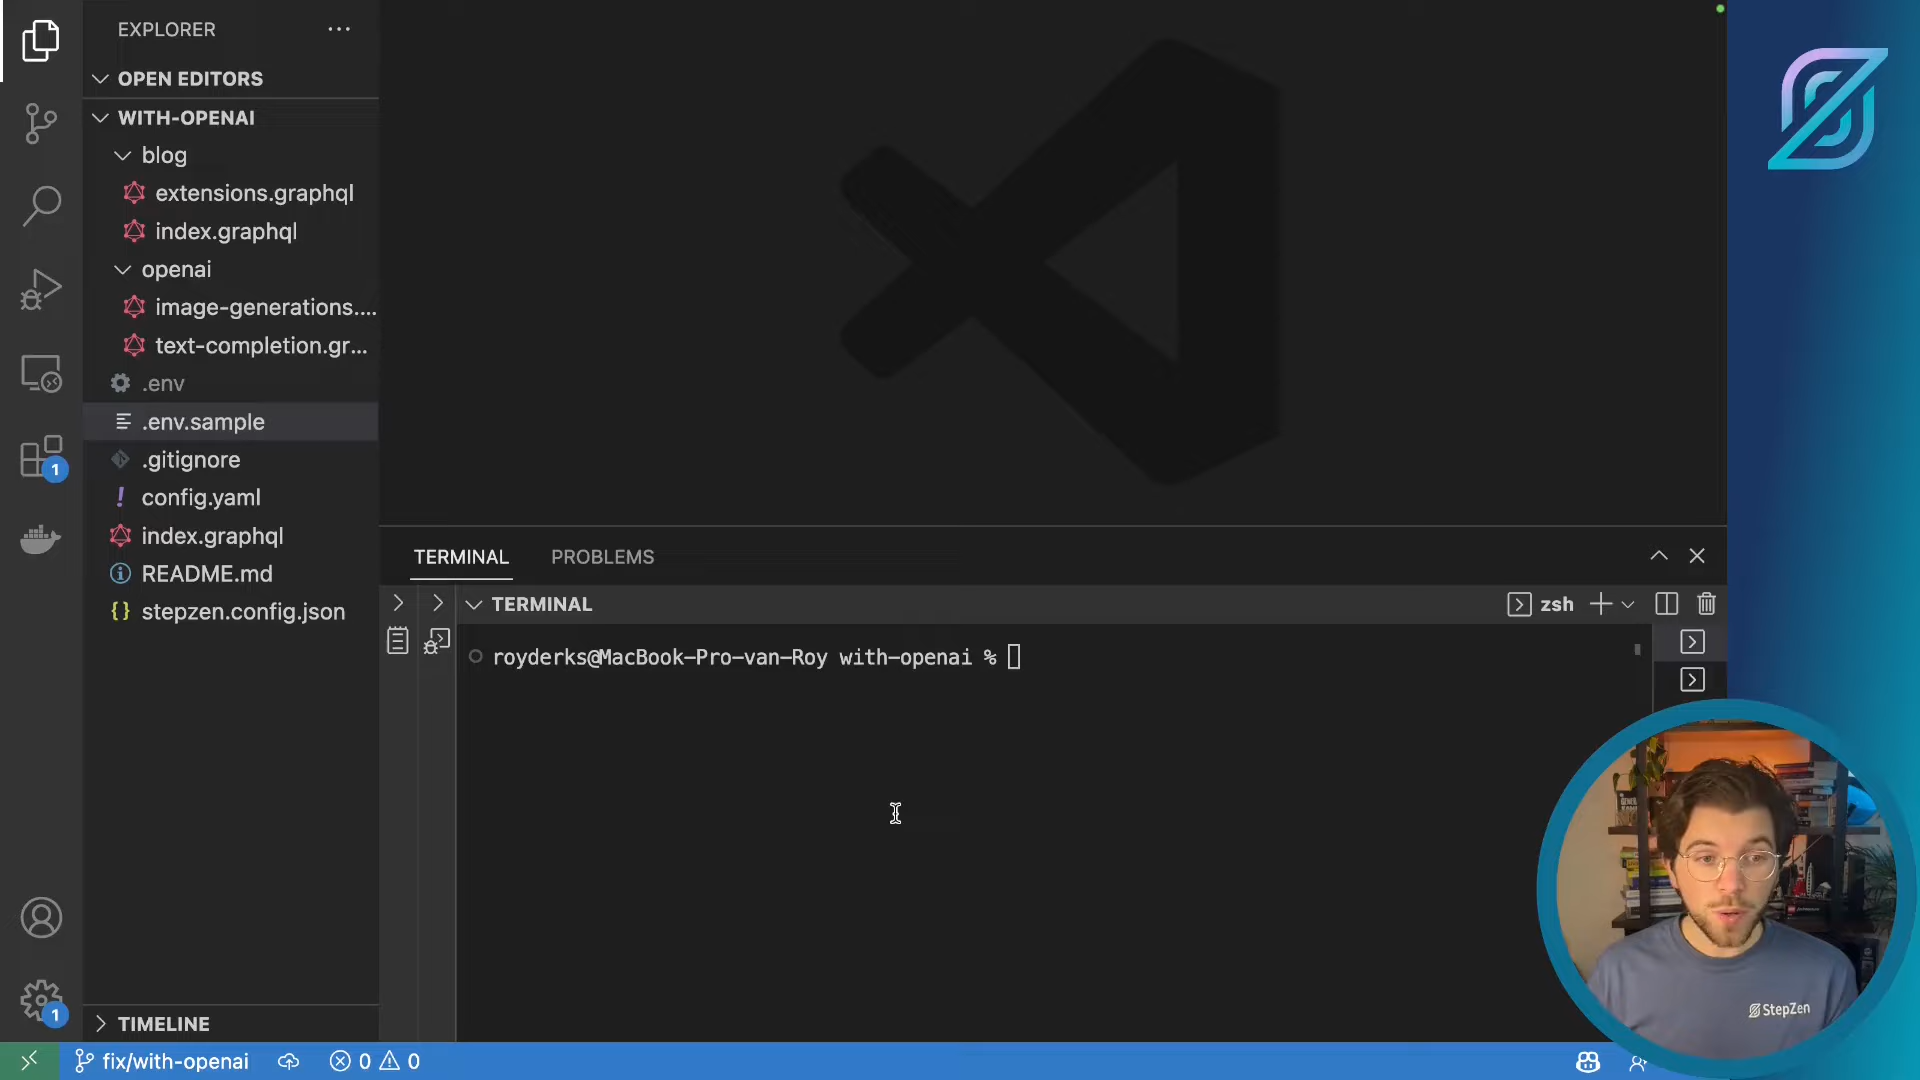 EXPLORER
OPEN EDITORS
WITH-OPENAI
blog
extensions.graphql
index.graphql
openai
image-generations....
text-completion.gr...
.env
.env.sample
.gitignore
config.yaml
index.graphql
README.md
stepzen.config.json
TIMELINE
TERMINAL
PROBLEMS
TERMINAL
zsh
royderks@MacBook-Pro-van-Roy with-openai %
1
1
fix/with-openai
0
0
StepZen